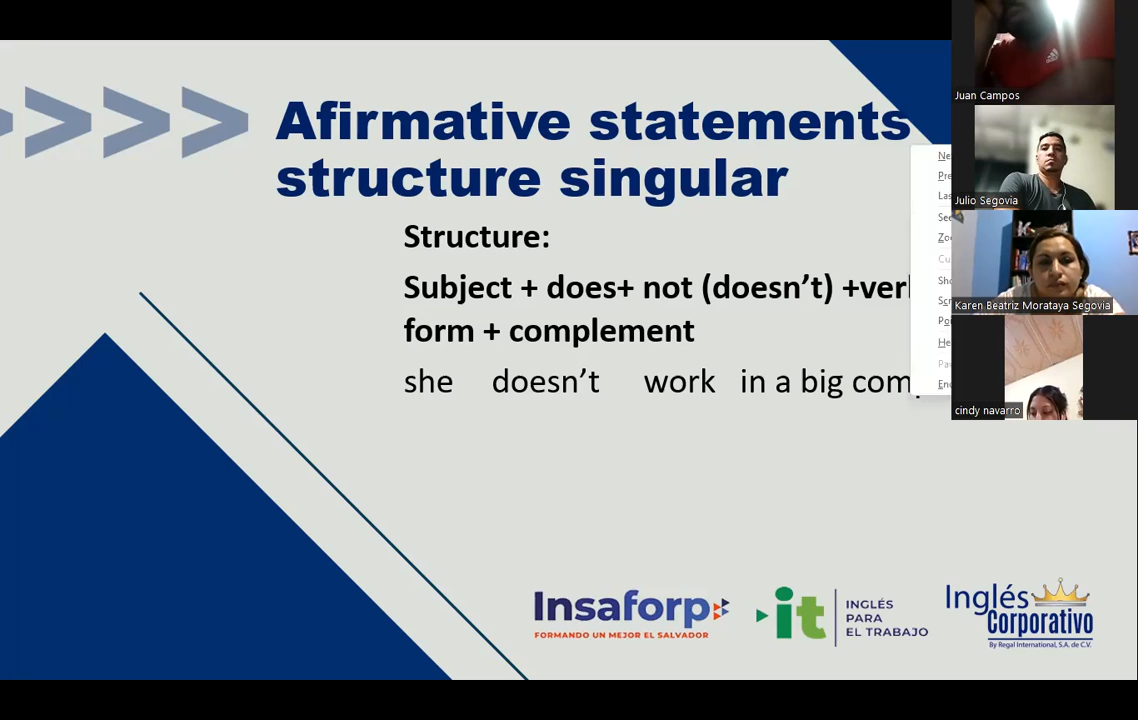 Afirmative statements
structure singular
Structure:
Subject + does+ not (doesn’t) +verb
form + complement
she doesn’t work in a big
Juan Campos
Julio Segovia
Karen Beatriz Morataya Segovia
cindy navarro
Insaforp
FORMANDO UN MEJOR EL SALVADOR
it
INGLÉS
PARA
EL TRABAJO
Inglés
Corporativo
By Regal International, S.A. de C.V.